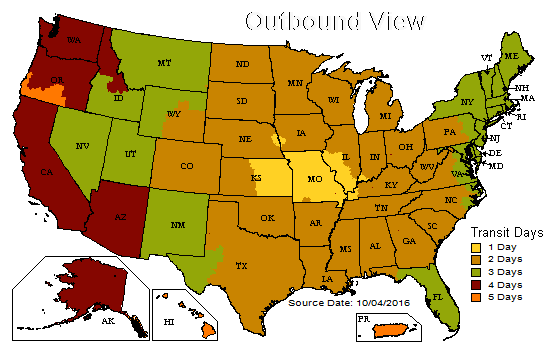 Outbound View
WA
MT
ND
MN
VT
ME
OR
ID
SD
WI
MI
NY
NH
MA
RI
CT
WY
IA
PA
NJ
NE
IL
IN
OH
DE
MD
NV
UT
CO
KS
MO
KY
WV
VA
CA
AZ
NM
OK
AR
TN
NC
SC
TX
LA
MS
AL
GA
FL
AK
HI
PR
Transit Days
1 Day
2 Days
3 Days
4 Days
5 Days
Source Date: 10/04/2016